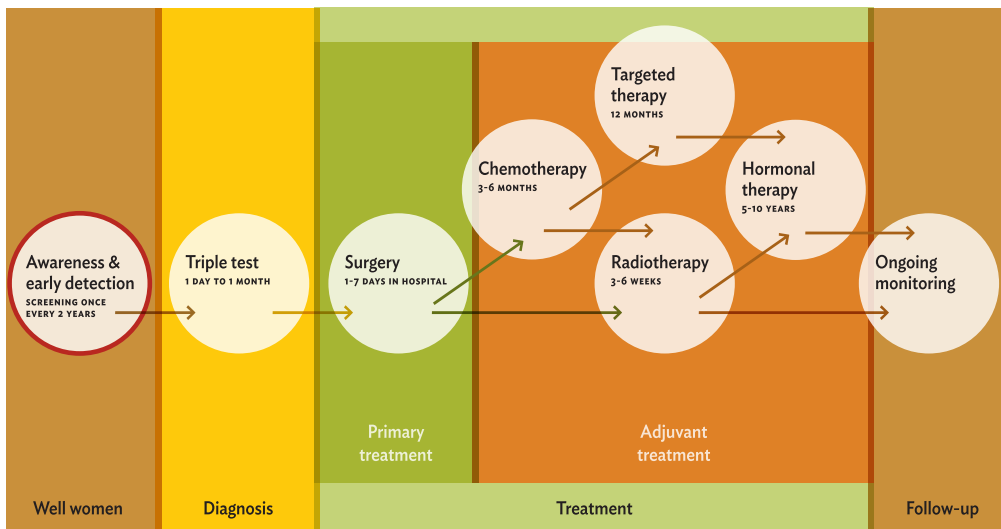 Awareness &
early detection
SCREENING ONCE
EVERY 2 YEARS
Triple test
1 DAY TO 1 MONTH
Surgery
1-7 DAYS IN HOSPITAL
Chemotherapy
3-6 MONTHS
Targeted
therapy
12 MONTHS
Radiotherapy
3-6 WEEKS
Hormonal
therapy
5-10 YEARS
Ongoing
monitoring
Primary
treatment
Adjuvant
treatment
Well women
Diagnosis
Treatment
Follow-up